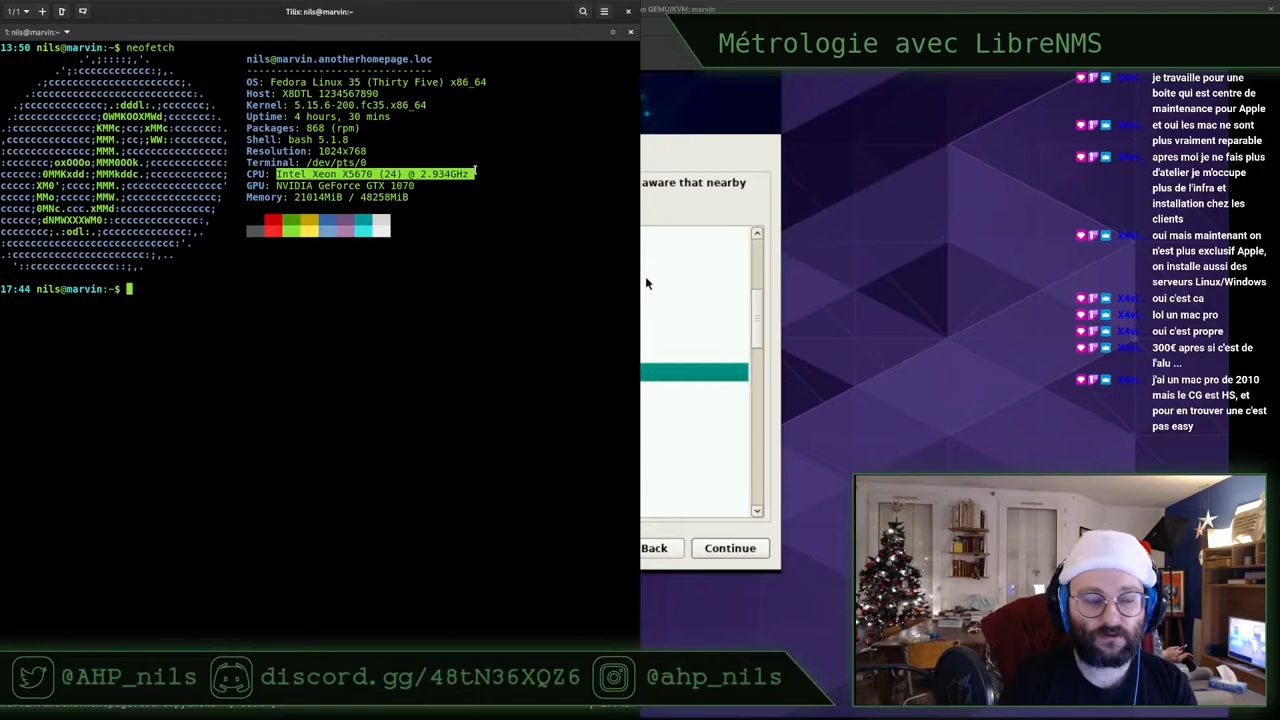 1/1
Tilix: nils@marvin:~
1: nils@marvin:~
on QEMU/KVM: marvin
Métrologie avec LibreNMS
13:50 nils@marvin:~$ neofetch
nils@marvin.anotherhomepage.loc
-------------------------------
OS: Fedora Linux 35 (Thirty Five) x86_64
Host: X8DTL 1234567890
Kernel: 5.15.6-200.fc35.x86_64
Uptime: 4 hours, 30 mins
Packages: 868 (rpm)
Shell: bash 5.1.8
Resolution: 1024x768
Terminal: /dev/pts/0
CPU: Intel Xeon X5670 (24) @ 2.934GHz
GPU: NVIDIA GeForce GTX 1070
Memory: 21014MiB / 48258MiB
17:44 nils@marvin:~$
aware that nearby
Back
Continue
je travaille pour une
boite qui est centre de
maintenance pour Apple
et oui les mac ne sont
plus vraiment reparable
apres moi je ne fais plus
d'atelier je m'occupe
plus de l'infra et
installation chez les
clients
oui mais maintenant on
n'est plus exclusif Apple,
on installe aussi des
serveurs Linux/Windows
oui c'est ca
lol un mac pro
oui c'est propre
300€ apres si c'est de
l'alu ...
j'ai un mac pro de 2010
mais le CG est HS, et
pour en trouver une c'est
pas easy
@AHP_nils
discord.gg/48tN36XQZ6
@ahp_nils